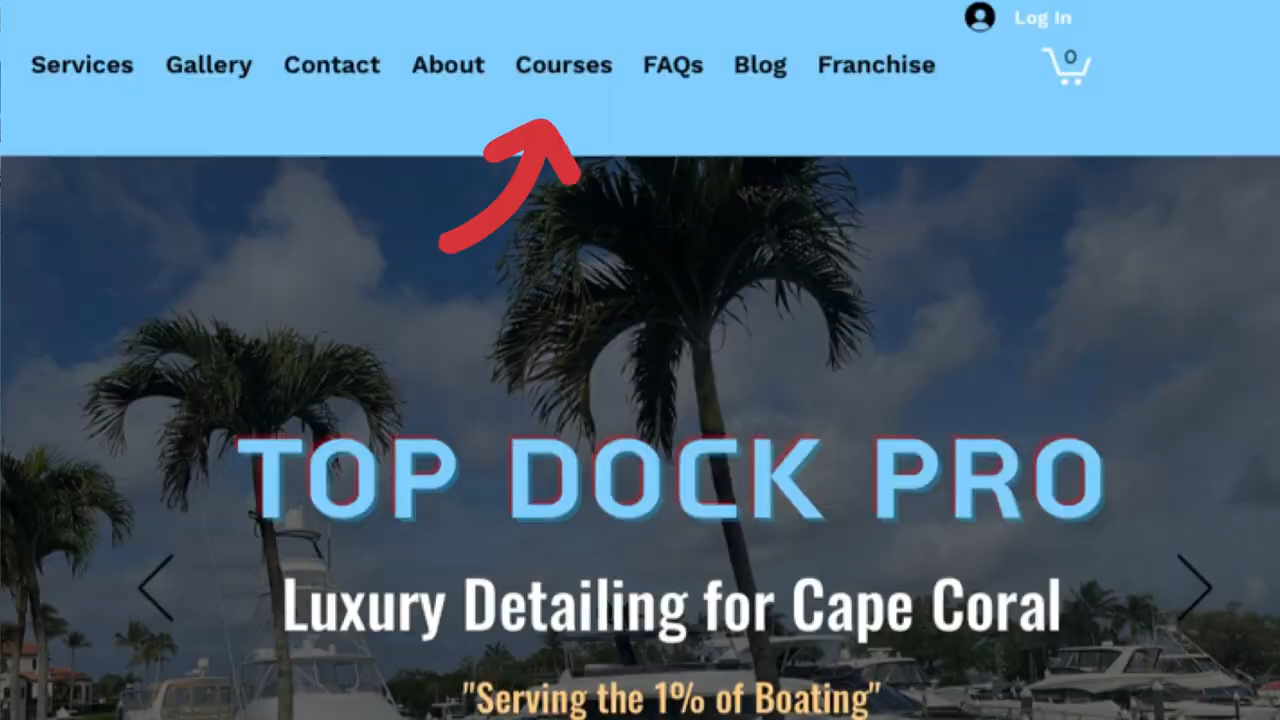 Log In
Services Gallery Contact About Courses FAQs Blog Franchise 0
TOP DOCK PRO
Luxury Detailing for Cape Coral
"Serving the 1% of Boating"